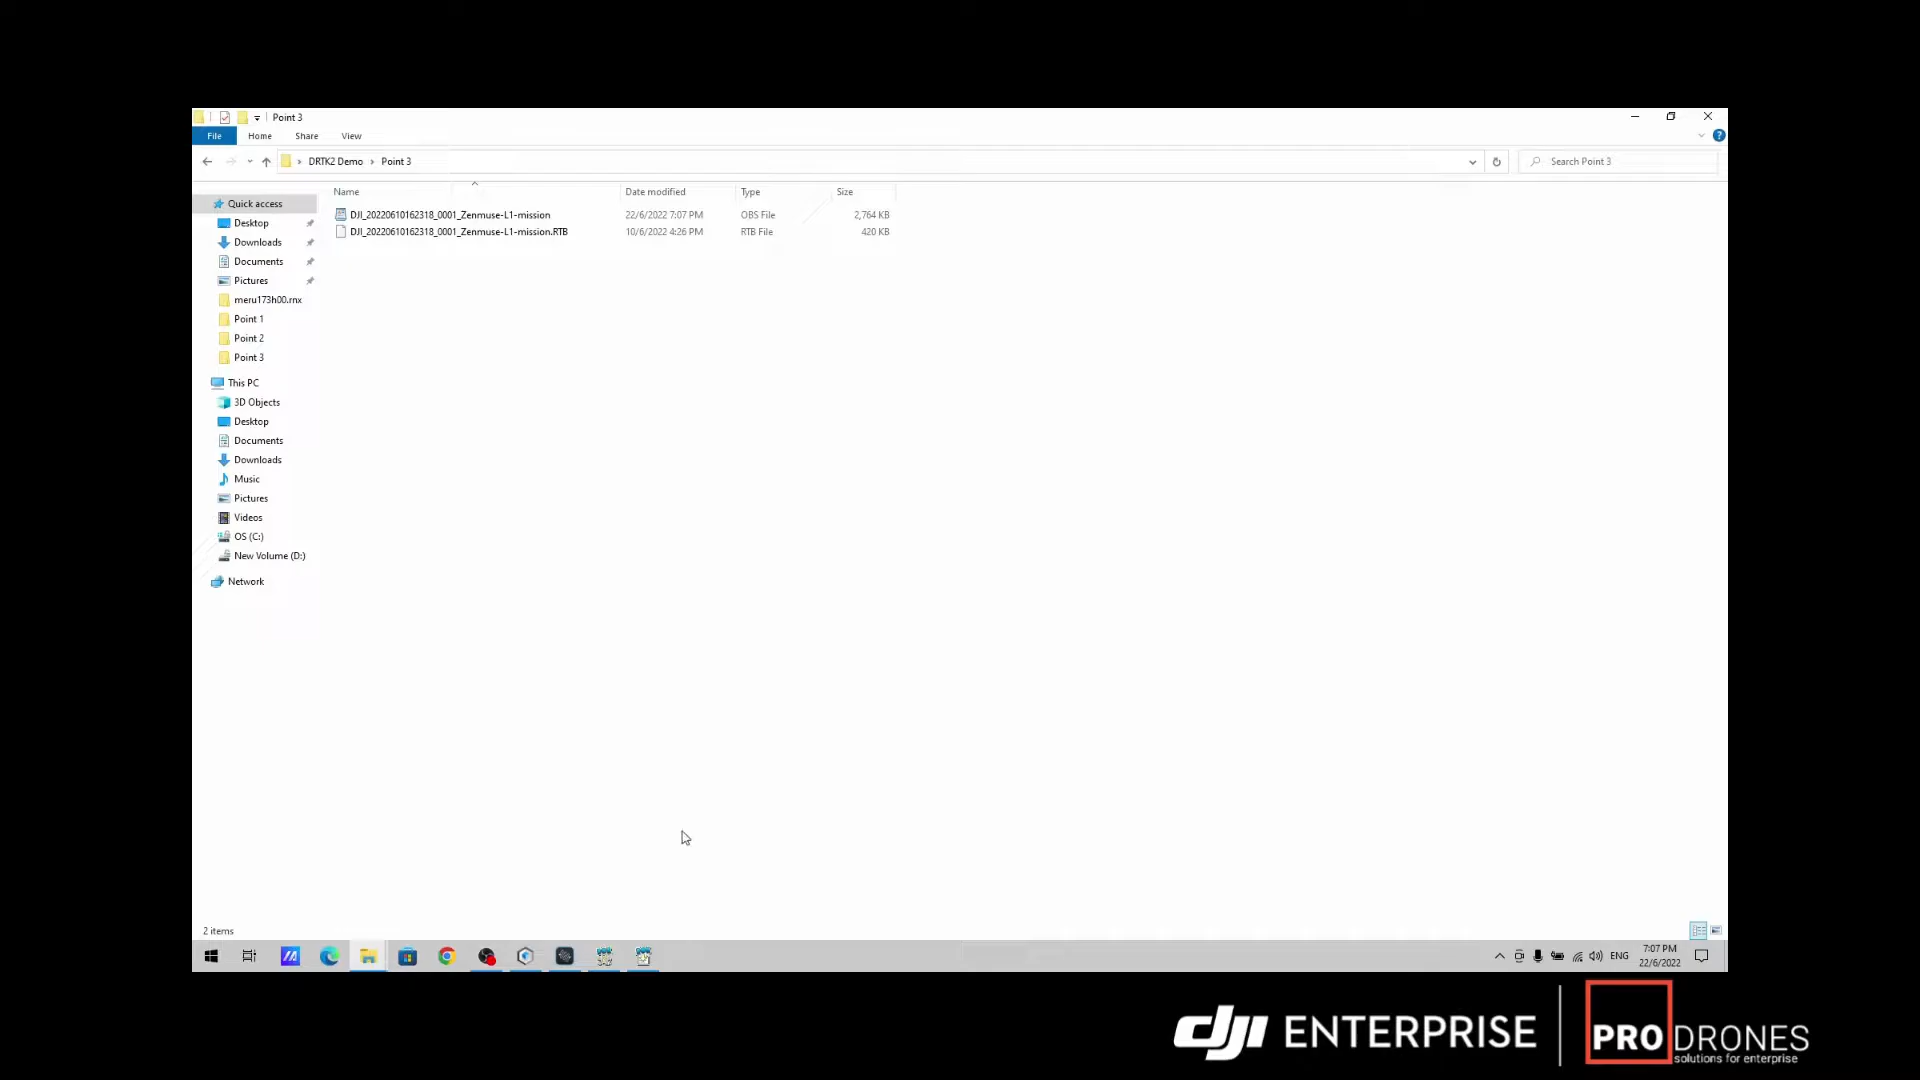 Point 3
File Home Share View
DRTK2 Demo Point 3
Search Point 3
Name Date modified Type Size
DJI_20220610162318_0001_Zenmuse-L1-mission 22/6/2022 7:07 PM OBS File 2,764 KB
DJI_20220610162318_0001_Zenmuse-L1-mission.RTB 10/6/2022 4:26 PM RTB File 420 KB
Quick access
Desktop
Downloads
Documents
Pictures
meru173h00.rnx
Point 1
Point 2
Point 3
This PC
3D Objects
Desktop
Documents
Downloads
Music
Pictures
Videos
OS (C:)
New Volume (D:)
Network
2 items
ENG
7:07 PM
22/6/2022
dji ENTERPRISE
PRODRONES
solutions for enterprise